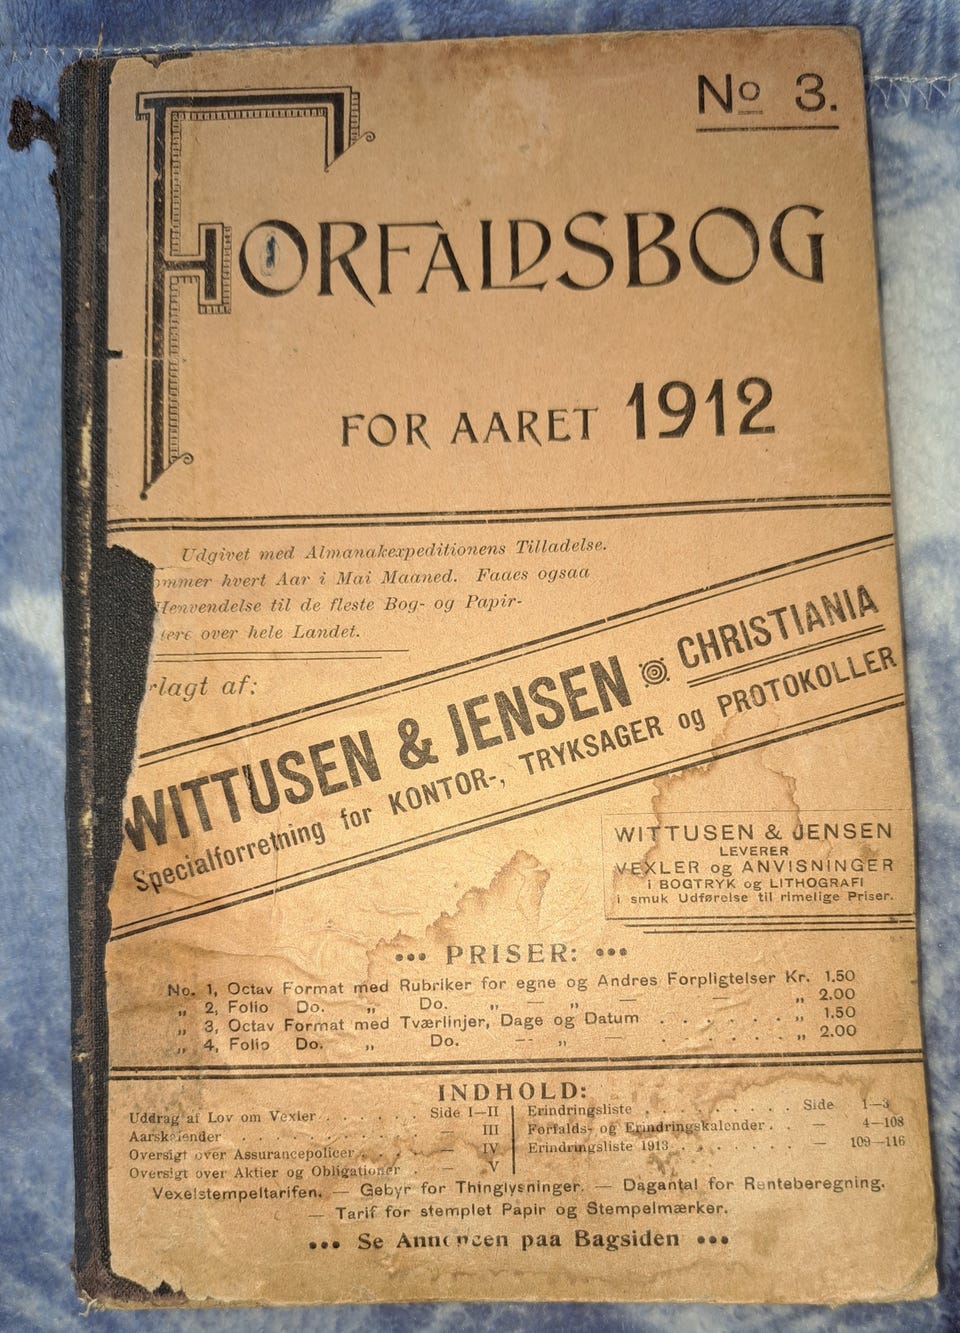 No 3.
FORFALDSBOG
FOR AARET 1912
Udgivet med Almanakexpeditionens Tilladelse.
ommer hvert Aar i Mai Maaned. Faaes ogsaa
Henvendelse til de fleste Bog- og Papir-
lere over hele Landet.
rlagt af:
WITTUSEN & JENSEN CHRISTIANIA
Specialforretning for KONTOR-, TRYKSAGER og PROTOKOLLER
WITTUSEN & JENSEN
LEVERER
VEXLER og ANVISNINGER
i BOGTRYK og LITHOGRAFI
i smuk Udførelse til rimelige Priser.
••• PRISER: •••
No. 1, Octav Format med Rubriker for egne og Andres Forpligtelser Kr. 1.50
„ 2, Folio Do. „ Do. „ — „ — — „ 2.00
„ 3, Octav Format med Tværlinjer, Dage og Datum . . . . . . „ 1.50
„ 4, Folio Do. „ Do. — „ — . . . . . . „ 2.00
INDHOLD:
Uddrag af Lov om Vexler . . . . . Side I—II
Aarskalender . . . . . . . . . — III
Oversigt over Assurancepolicer . . . — IV
Oversigt over Aktier og Obligationer . — V
Erindringsliste . . . . . . . . . Side 1—3
Forfalds- og Erindringskalender . . — 4—108
Erindringsliste 1913 . . . . . . . — 109—116
Vexelstempeltarifen. — Gebyr for Thinglysninger. — Dagantal for Renteberegning.
— Tarif for stemplet Papir og Stempelmærker.
••• Se Annoncen paa Bagsiden •••